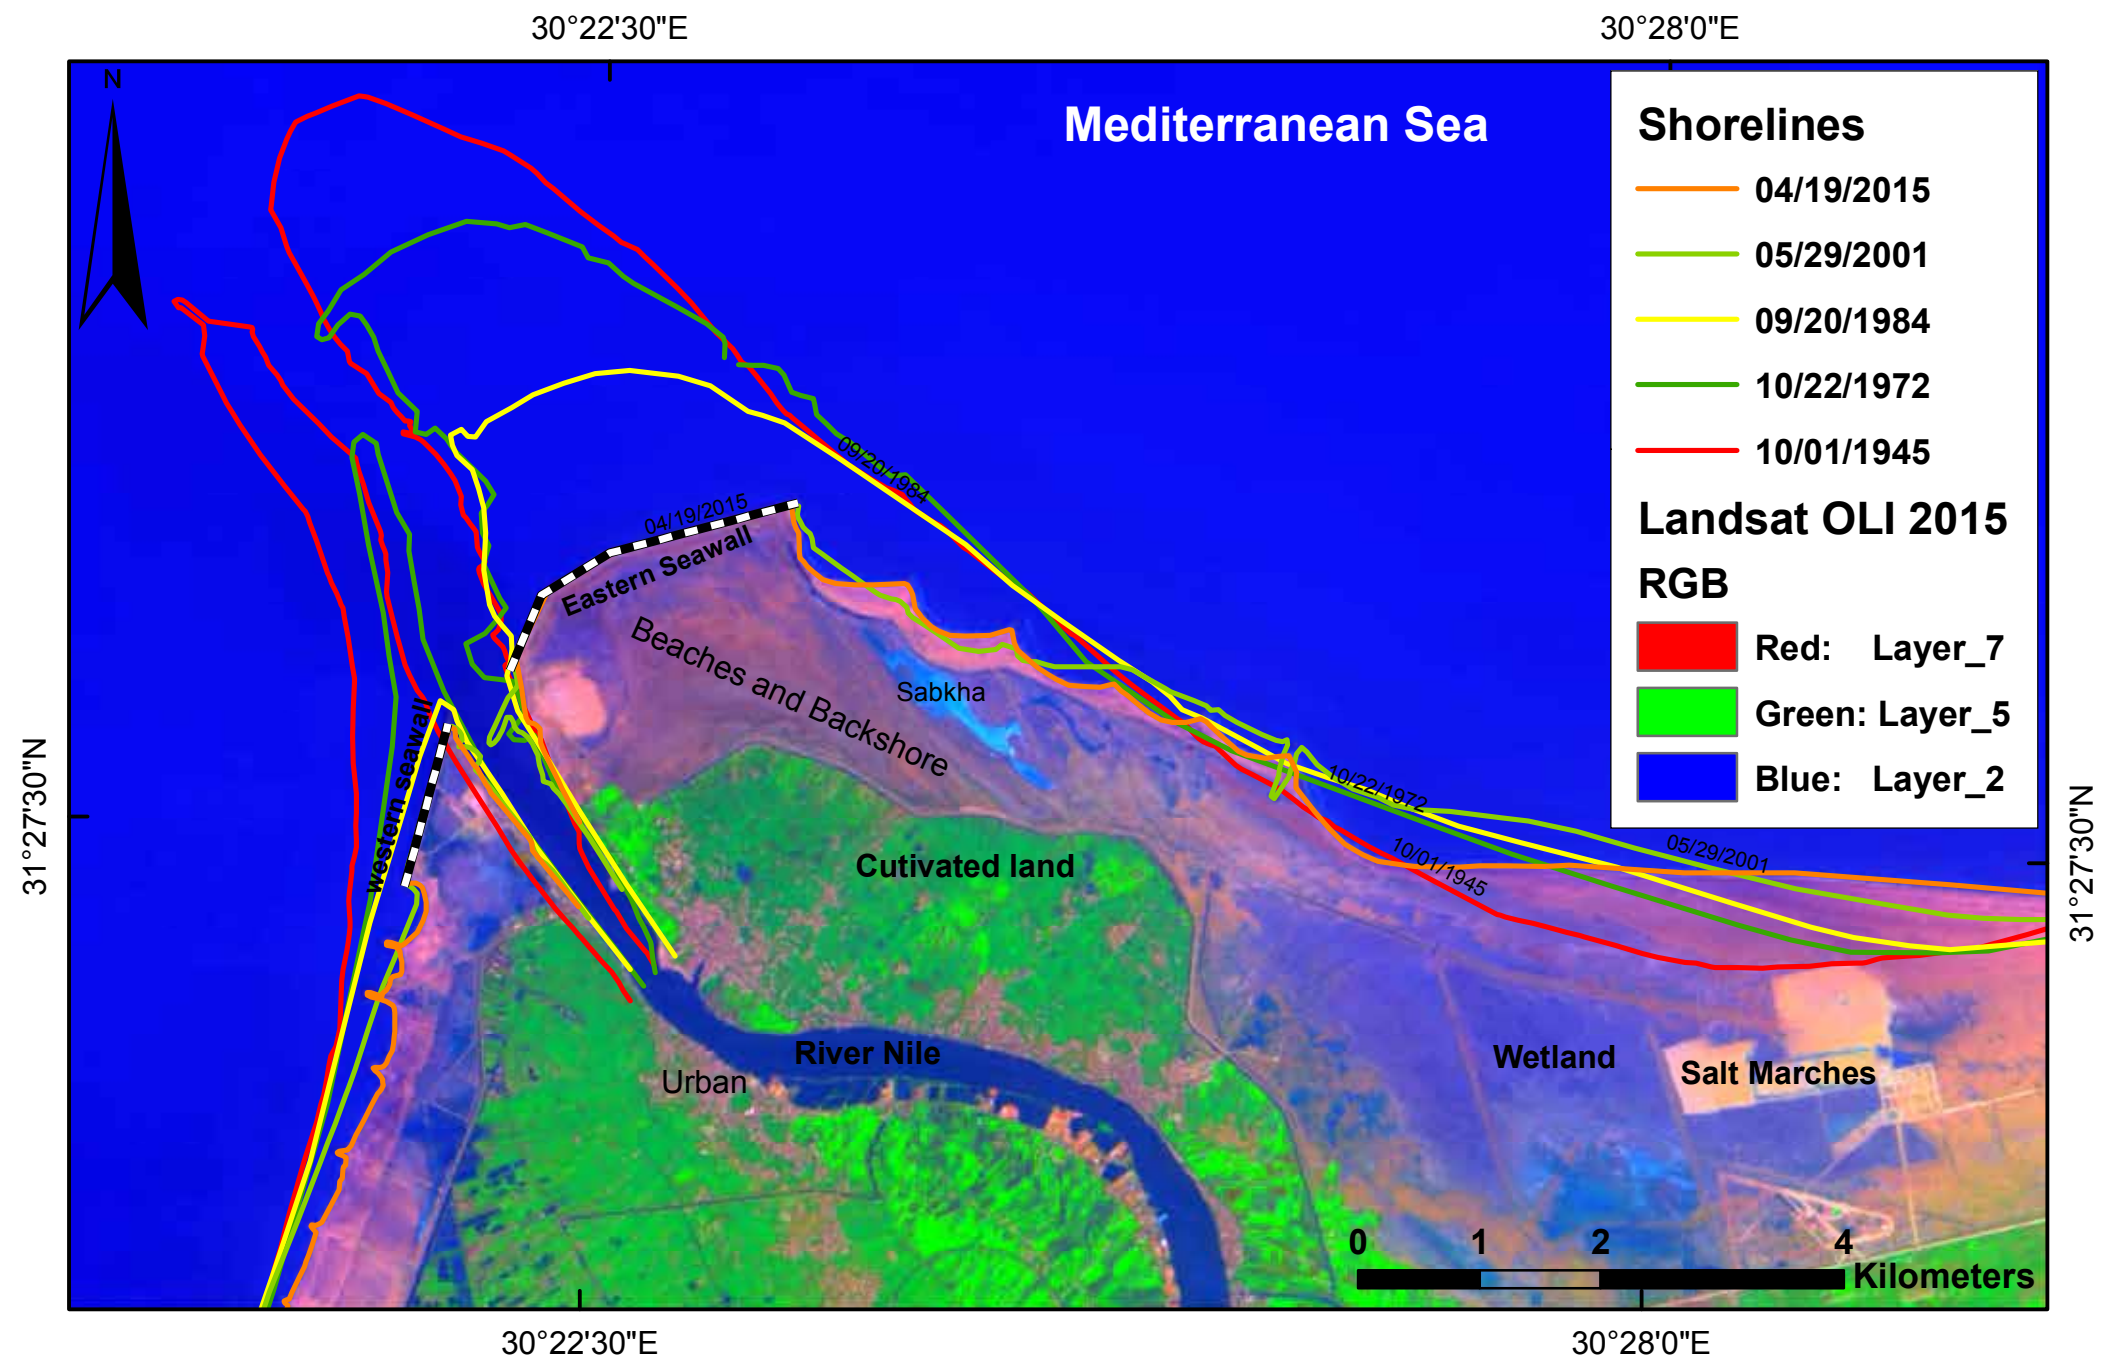 30°22'30"E
30°28'0"E
N
Mediterranean Sea
Shorelines
04/19/2015
05/29/2001
09/20/1984
10/22/1972
10/01/1945
Landsat OLI 2015
RGB
Red: Layer_7
Green: Layer_5
Blue: Layer_2
09/20/1984
04/19/2015
Eastern Seawall
Beaches and Backshore
Sabkha
western seawall
10/22/1972
10/01/1945
05/29/2001
31°27'30"N
31°27'30"N
Cutivated land
River Nile
Urban
Wetland
Salt Marches
0 1 2 4
Kilometers
30°22'30"E
30°28'0"E